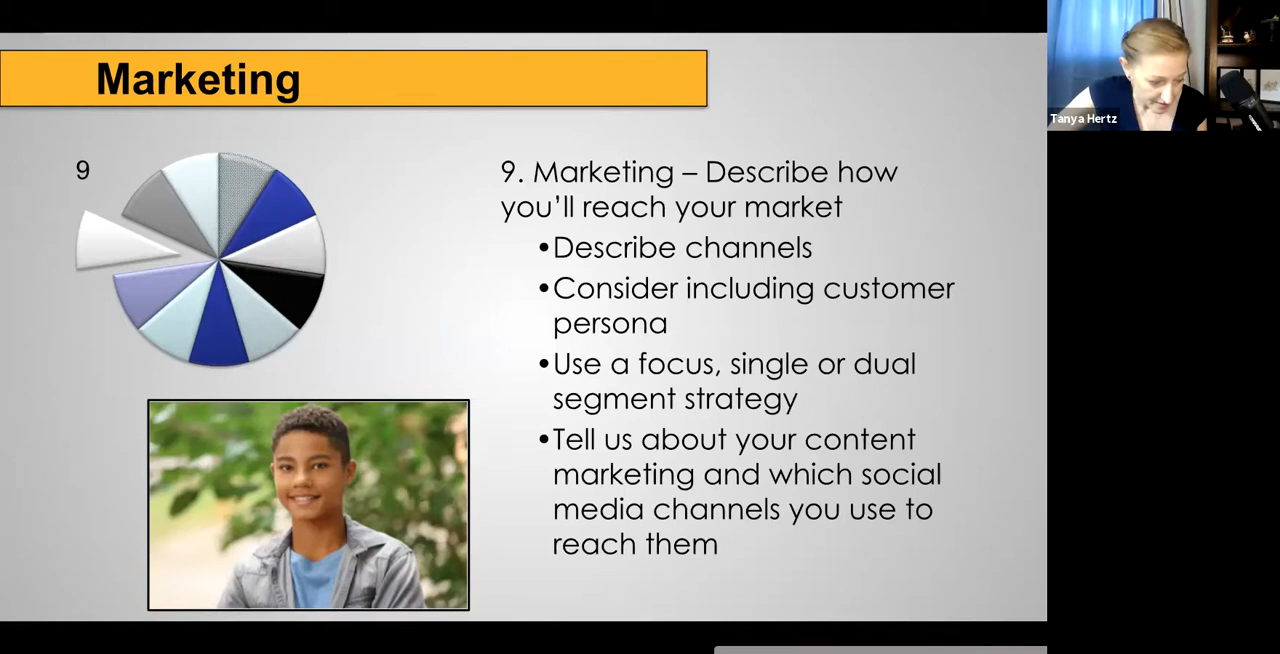 Marketing
9
9. Marketing – Describe how
you'll reach your market
•Describe channels
•Consider including customer
persona
•Use a focus, single or dual
segment strategy
•Tell us about your content
marketing and which social
media channels you use to
reach them
Tanya Hertz